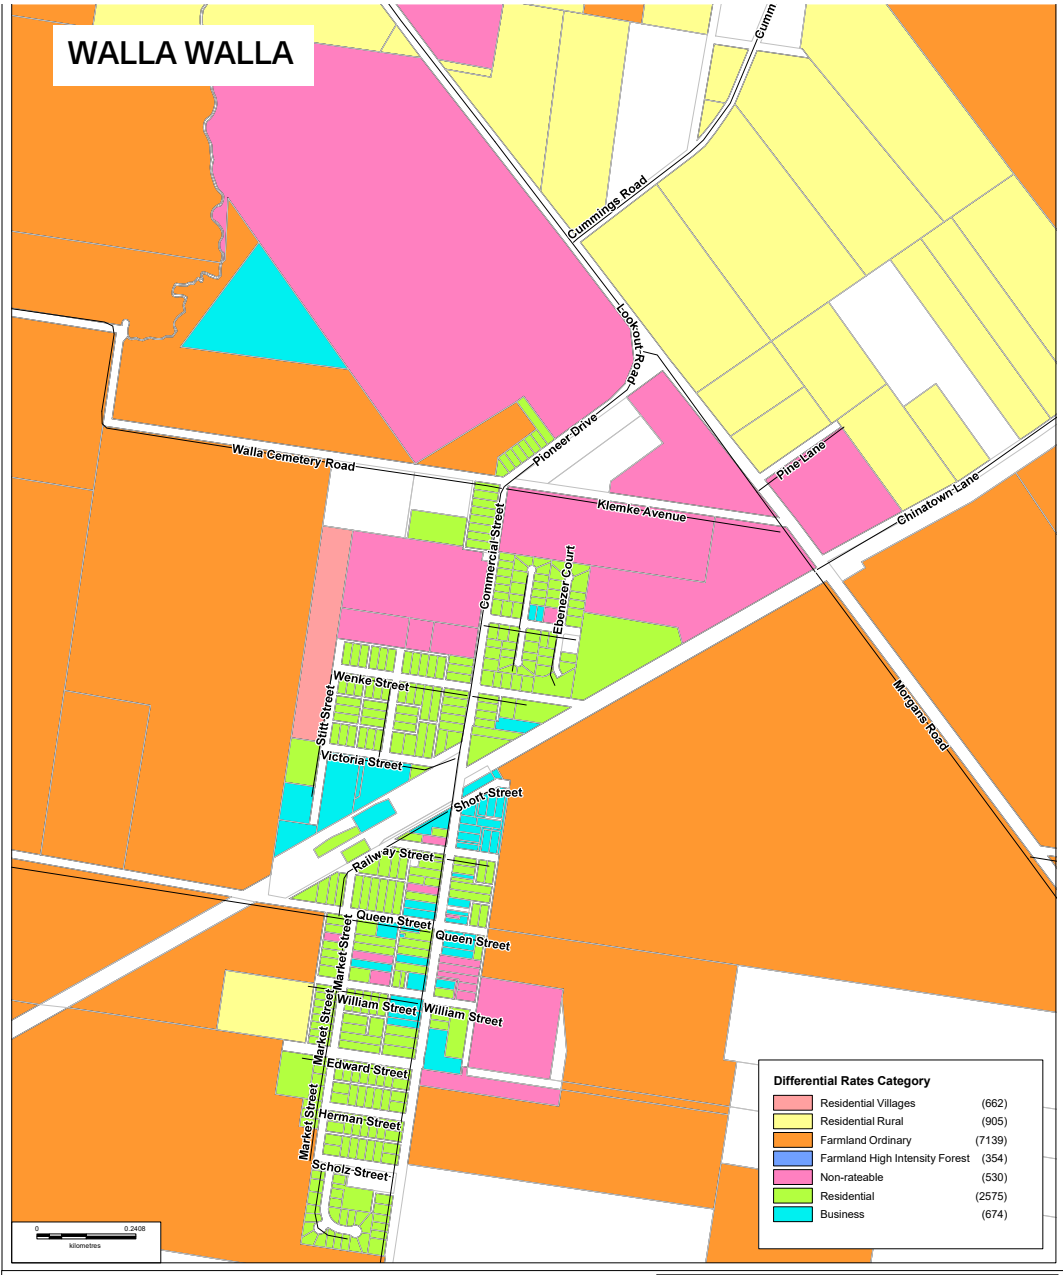 WALLA WALLA
Cumm
Cummings Road
Lookout Road
Pioneer Drive
Walla Cemetery Road
Pine Lane
Chinatown Lane
Klemke Avenue
Commercial Street
Ebenezer Court
Wenke Street
Stitt Street
Morgans Road
Victoria Street
Short Street
Railway Street
Queen Street
Queen Street
Market Street
William Street
William Street
Market Street
Edward Street
Market Street
Herman Street
Scholz Street
Differential Rates Category
Residential Villages (662)
Residential Rural (905)
Farmland Ordinary (7139)
Farmland High Intensity Forest (354)
Non-rateable (530)
Residential (2575)
Business (674)
0 0.2408
kilometres